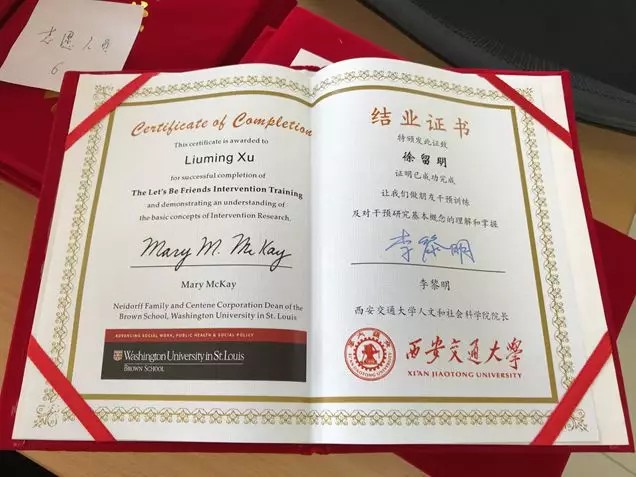 志愿人员
6
Certificate of Completion
This certificate is awarded to
Liuming Xu
for successful completion of
The Let's Be Friends Intervention Training
and demonstrating an understanding of
the basic concepts of Intervention Research.
Mary M. McKay
Mary McKay
Neidorff Family and Centene Corporation Dean of the
Brown School, Washington University in St. Louis
ADVANCING SOCIAL WORK, PUBLIC HEALTH & SOCIAL POLICY
Washington University in St. Louis
BROWN SCHOOL
结业证书
特颁发此证致
徐留明
证明已成功完成
让我们做朋友干预训练
及对干预研究基本概念的理解和掌握
李黎明
李黎明
西安交通大学人文和社会科学院院长
西安交通大学
XI'AN JIAOTONG UNIVERSITY